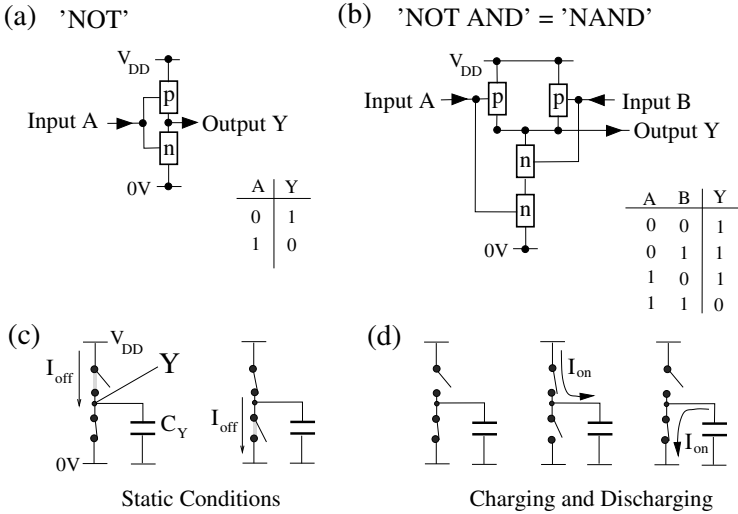 (a) 'NOT'
V_DD
p
Input A
Output Y
n
0V
A Y
0 1
1 0
(b) 'NOT AND' = 'NAND'
V_DD
p p
Input A
Input B
Output Y
n
n
0V
A B Y
0 0 1
0 1 1
1 0 1
1 1 0
(c)
V_DD
I_off
Y
C_Y
0V
I_off
Static Conditions
(d)
I_on
I_on
Charging and Discharging